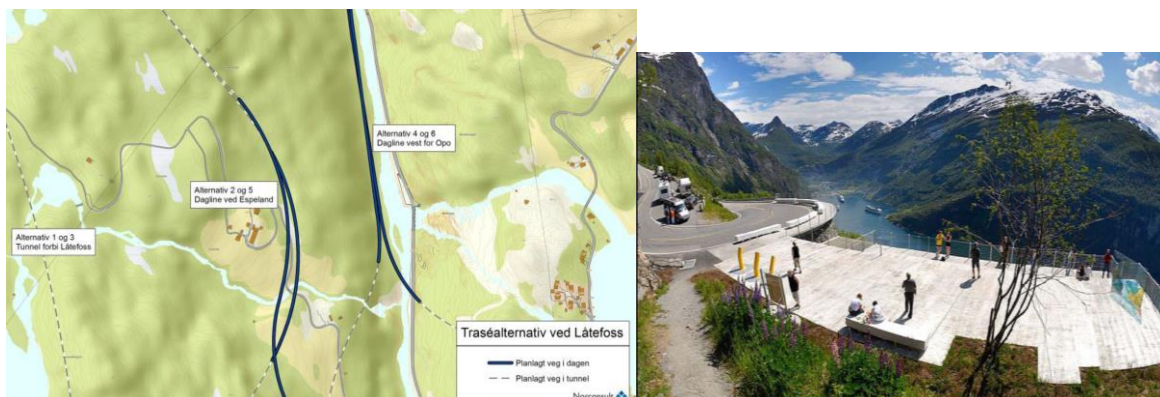 Alternativ 4 og 6
Dagline vest for Opo
Alternativ 2 og 5
Dagline ved Espeland
Alternativ 1 og 3
Tunnel forbi Låtefoss
Traséalternativ ved Låtefoss
Planlagt veg i dagen
Planlagt veg i tunnel
Norconsult